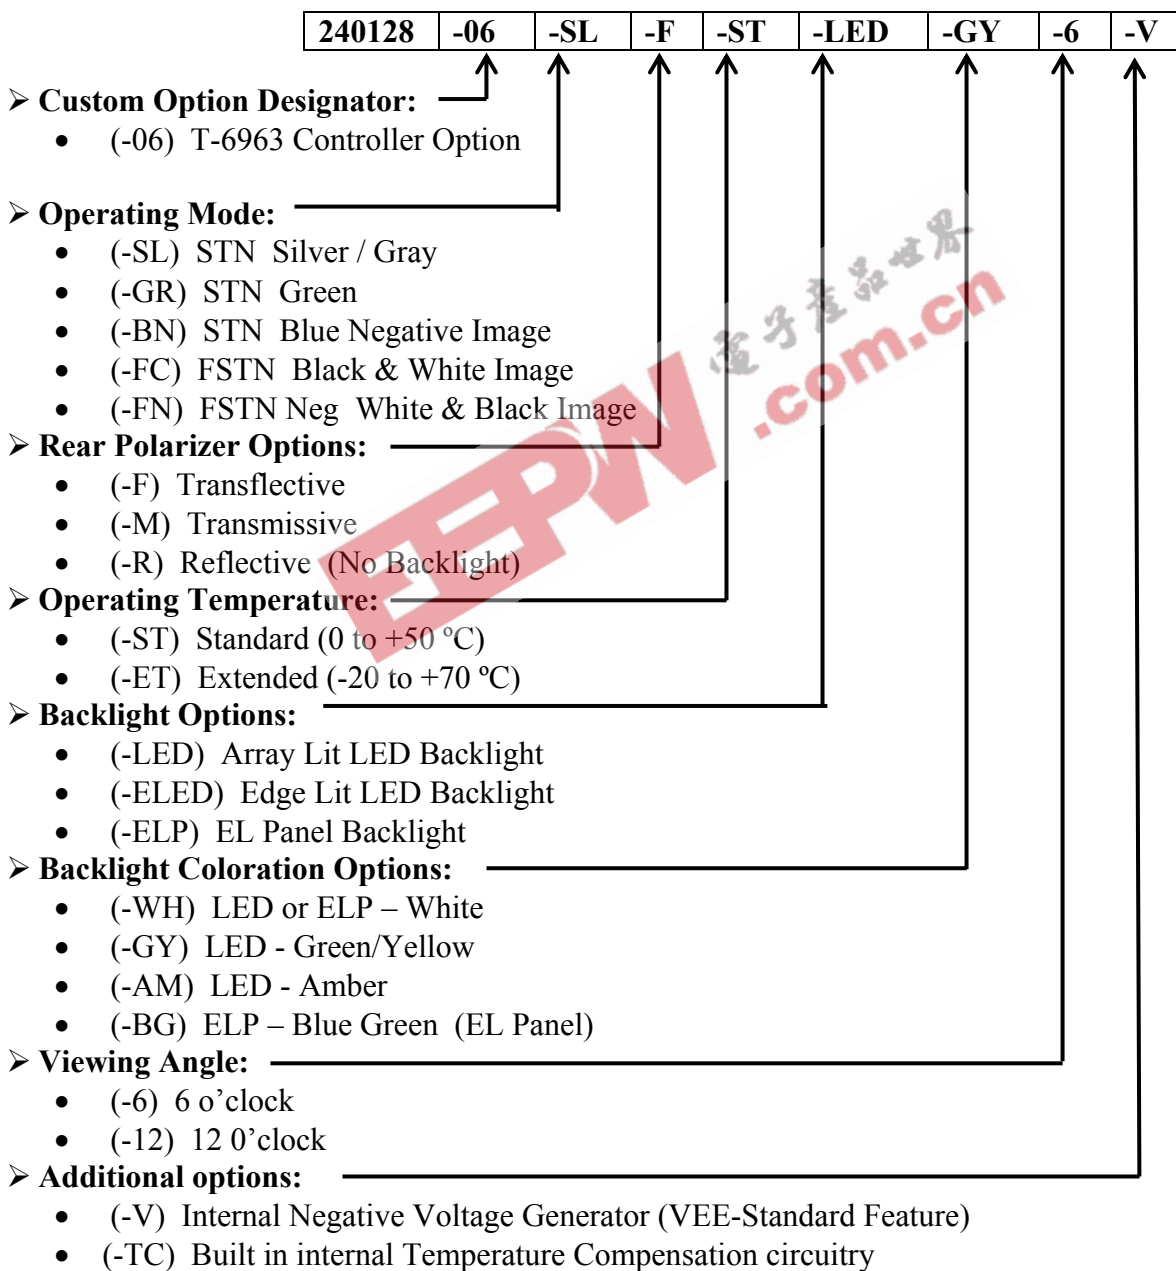 240128 -06 -SL -F -ST -LED -GY -6 -V
➢ Custom Option Designator:
• (-06) T-6963 Controller Option
➢ Operating Mode:
• (-SL) STN Silver / Gray
• (-GR) STN Green
• (-BN) STN Blue Negative Image
• (-FC) FSTN Black & White Image
• (-FN) FSTN Neg White & Black Image
➢ Rear Polarizer Options:
• (-F) Transflective
• (-M) Transmissive
• (-R) Reflective (No Backlight)
➢ Operating Temperature:
• (-ST) Standard (0 to +50 ºC)
• (-ET) Extended (-20 to +70 ºC)
➢ Backlight Options:
• (-LED) Array Lit LED Backlight
• (-ELED) Edge Lit LED Backlight
• (-ELP) EL Panel Backlight
➢ Backlight Coloration Options:
• (-WH) LED or ELP – White
• (-GY) LED - Green/Yellow
• (-AM) LED - Amber
• (-BG) ELP – Blue Green (EL Panel)
➢ Viewing Angle:
• (-6) 6 o’clock
• (-12) 12 0’clock
➢ Additional options:
• (-V) Internal Negative Voltage Generator (VEE-Standard Feature)
• (-TC) Built in internal Temperature Compensation circuitry
EEPW
電子產品世界
.com.cn